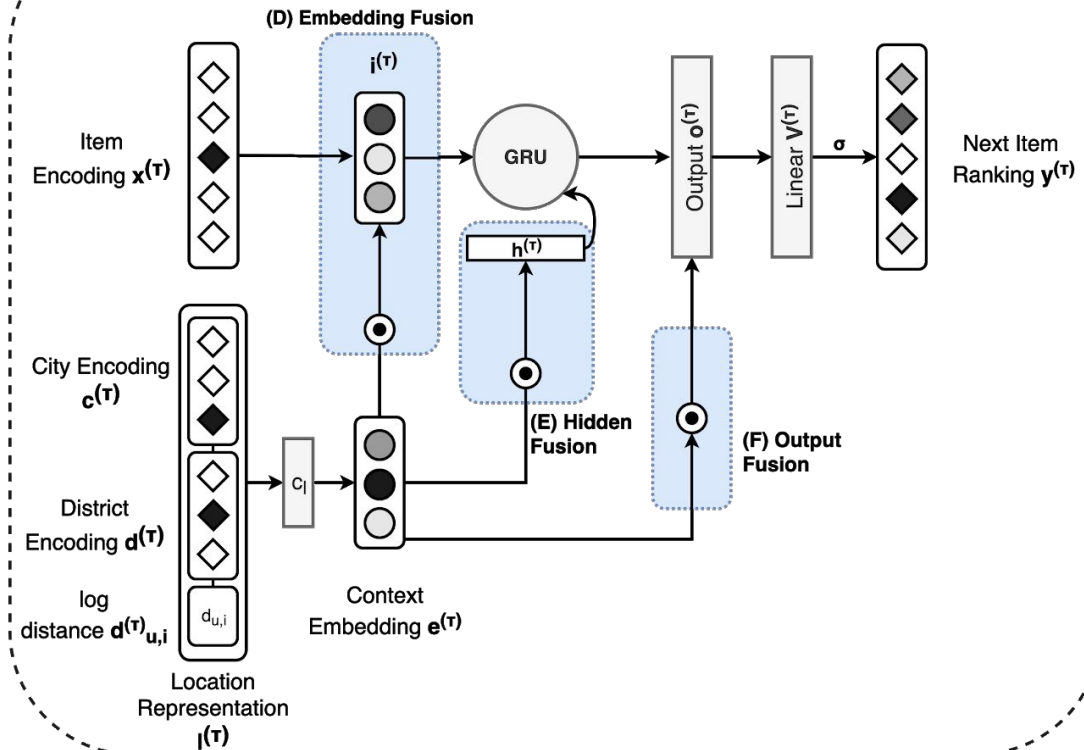 (D) Embedding Fusion
i(τ)
Item
Encoding x(τ)
GRU
Output o(τ)
Linear V(τ)
σ
Next Item
Ranking y(τ)
h(τ)
City Encoding
c(τ)
(E) Hidden
Fusion
(F) Output
Fusion
cl
District
Encoding d(τ)
log
distance d(τ)u,i
du,i
Context
Embedding e(τ)
Location
Representation
l(τ)